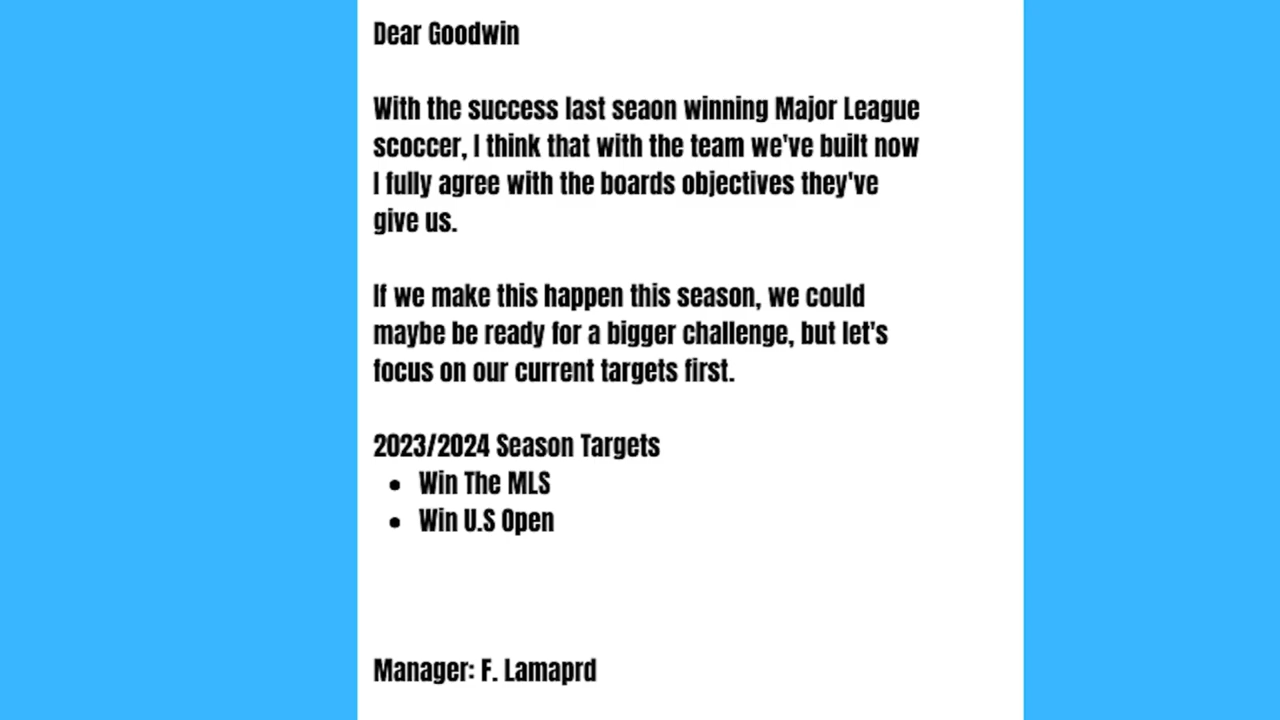 Dear Goodwin
With the success last seaon winning Major League
scoccer, I think that with the team we've built now
I fully agree with the boards objectives they've
give us.
If we make this happen this season, we could
maybe be ready for a bigger challenge, but let's
focus on our current targets first.
2023/2024 Season Targets
• Win The MLS
• Win U.S Open
Manager: F. Lamaprd